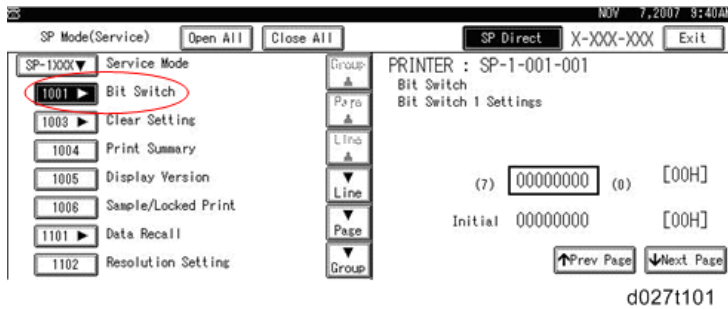 NOV 7,2007 9:40AM
SP Mode(Service) Open All Close All SP Direct X-XXX-XXX Exit
SP-1XXX▼ Service Mode
1001 ► Bit Switch
1003 ► Clear Setting
1004 Print Summary
1005 Display Version
1006 Sample/Locked Print
1101 ► Data Recall
1102 Resolution Setting
Group
Para
Line
Line
Page
Group
PRINTER : SP-1-001-001
Bit Switch
Bit Switch 1 Settings
(7) 00000000 (0) [00H]
Initial 00000000 [00H]
↑Prev Page ↓Next Page
d027t101